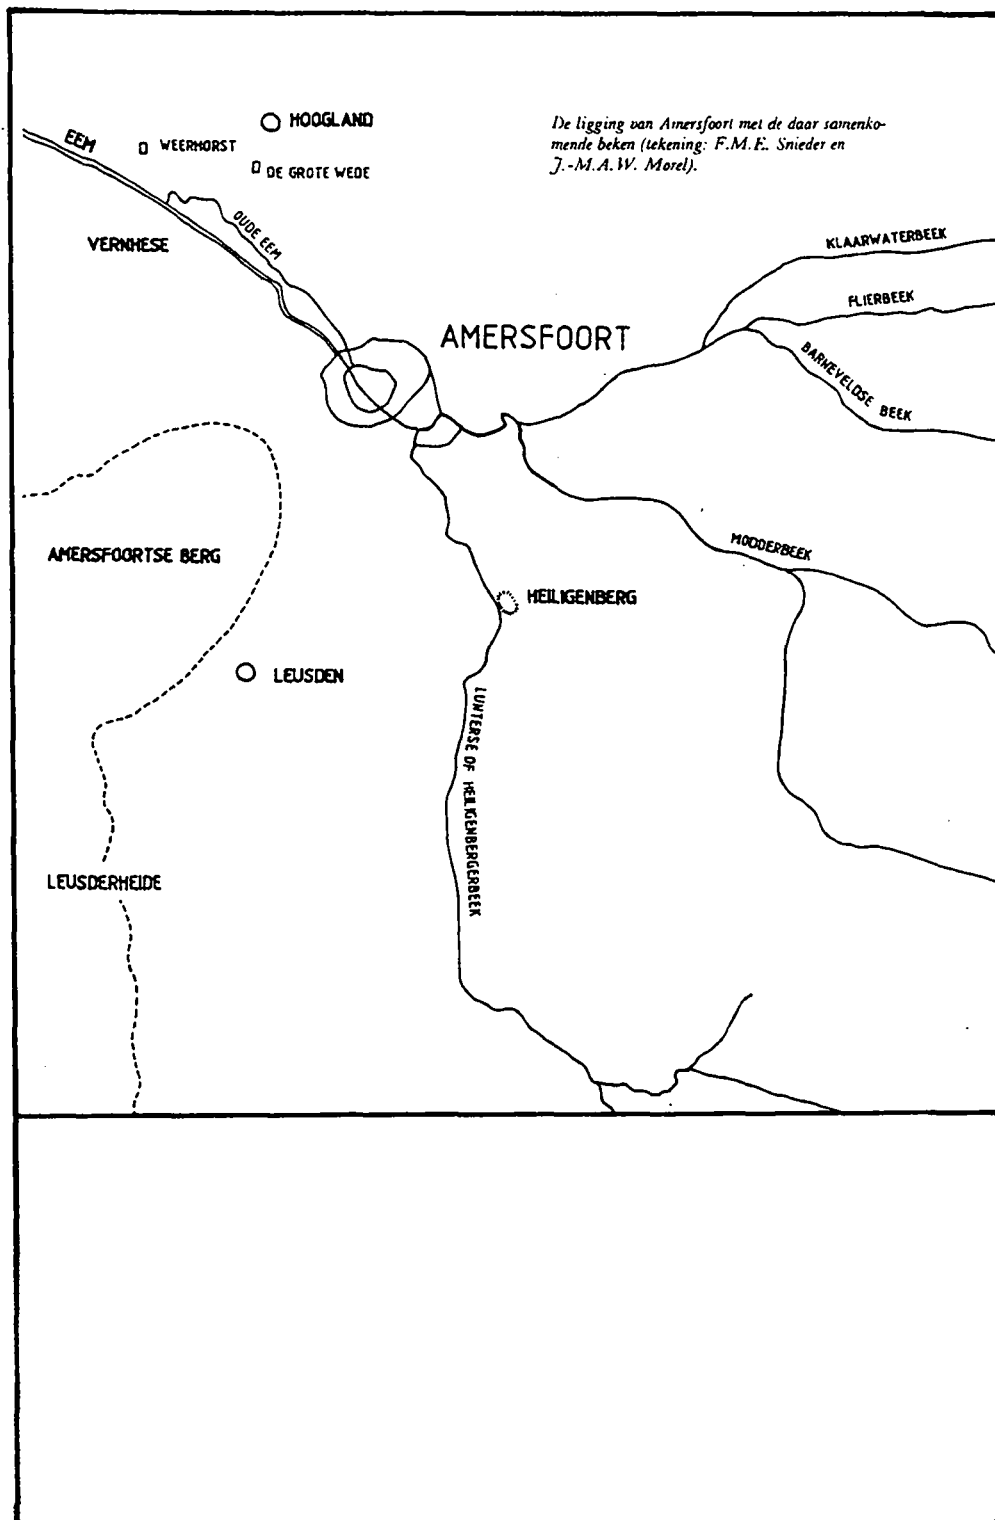 HOOGLAND
De ligging van Amersfoort met de daar samenko-
mende beken (tekening: F.M.E. Snieder en
J.-M.A.W. Morel).
EEM
WEERHORST
DE GROTE WEDE
OUDE EEM
VERNHESE
KLAARWATERBEEK
FLIERBEEK
AMERSFOORT
BARNEVELDSE BEEK
AMERSFOORTSE BERG
MODDERBEEK
HEILIGENBERG
LEUSDEN
LUNTERSE OF HEILIGENBERGERBEEK
LEUSDERHEIDE